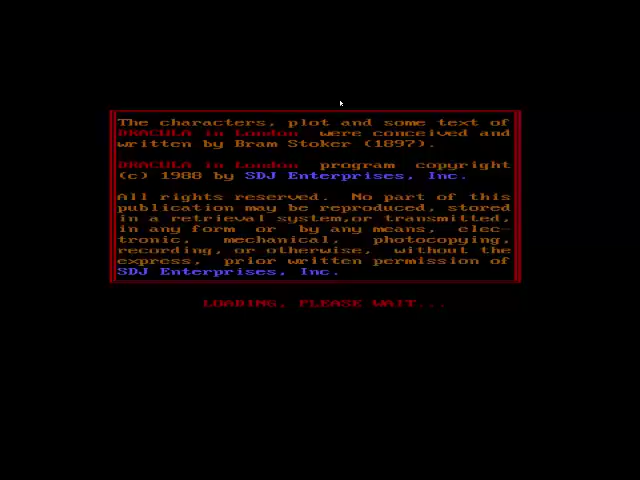 The characters, plot and some text of
DRACULA in London were conceived and
written by Bram Stoker (1897).
DRACULA in London program copyright
(c) 1988 by SDJ Enterprises, Inc.
All rights reserved. No part of this
publication may be reproduced, stored
in a retrieval system,or transmitted,
in any form or by any means, elec-
tronic, mechanical, photocopying,
recording, or otherwise, without the
express, prior written permission of
SDJ Enterprises, Inc.
LOADING, PLEASE WAIT...